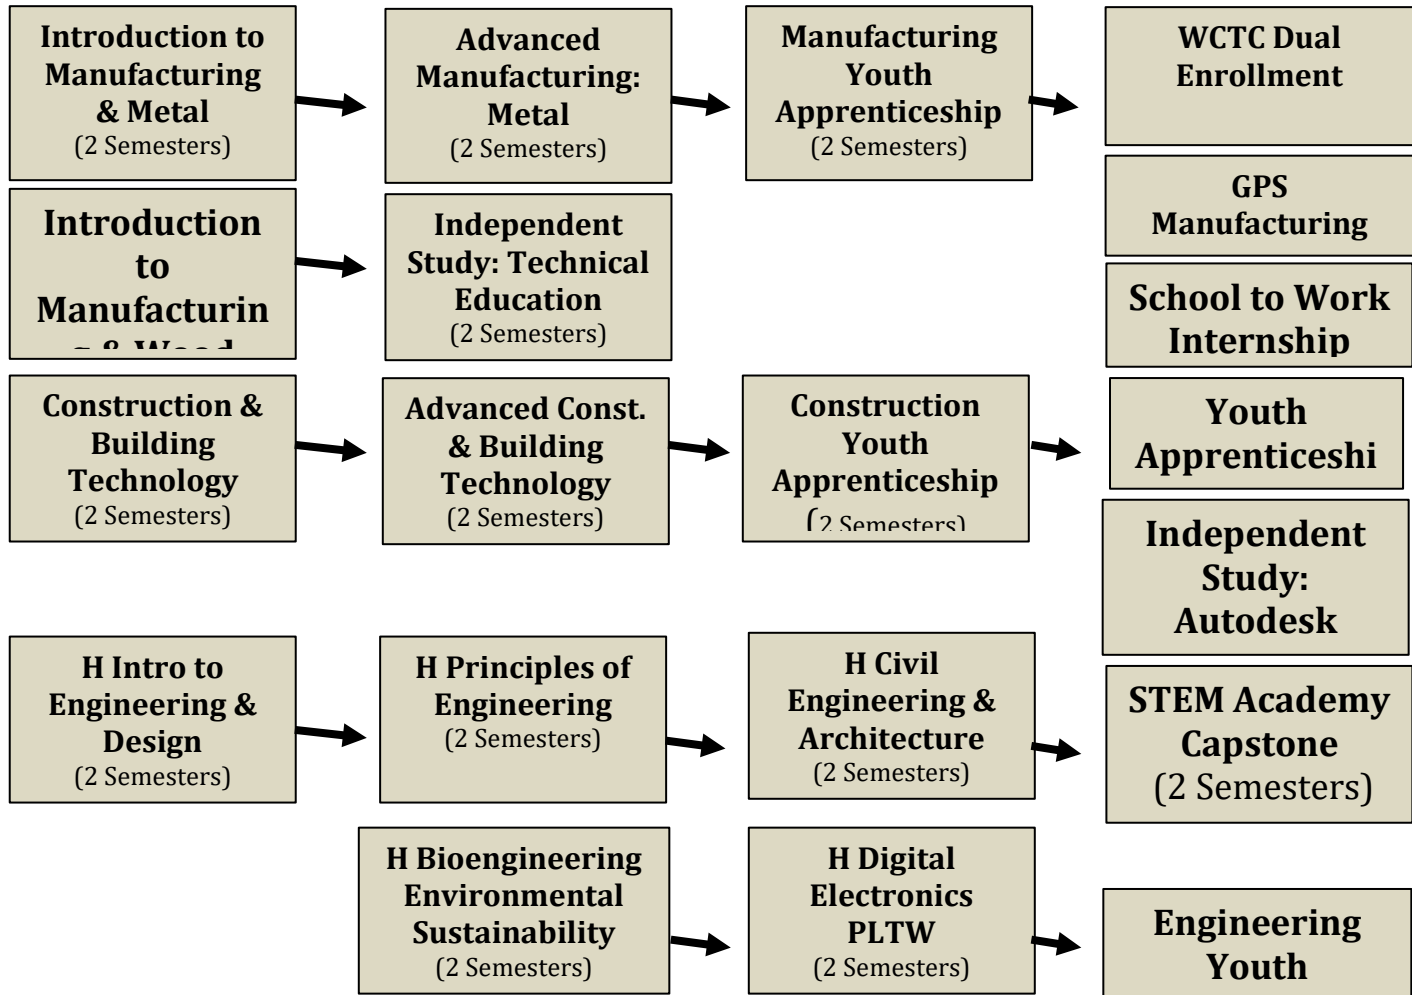 Introduction to
Manufacturing
& Metal
(2 Semesters)
Advanced
Manufacturing:
Metal
(2 Semesters)
Manufacturing
Youth
Apprenticeship
(2 Semesters)
WCTC Dual
Enrollment
GPS
Manufacturing
Introduction
to
Manufacturin
g & Wood
Independent
Study: Technical
Education
(2 Semesters)
School to Work
Internship
Construction &
Building
Technology
(2 Semesters)
Advanced Const.
& Building
Technology
(2 Semesters)
Construction
Youth
Apprenticeship
(2 Semesters)
Youth
Apprenticeshi
Independent
Study:
Autodesk
H Intro to
Engineering &
Design
(2 Semesters)
H Principles of
Engineering
(2 Semesters)
H Civil
Engineering &
Architecture
(2 Semesters)
STEM Academy
Capstone
(2 Semesters)
H Bioengineering
Environmental
Sustainability
(2 Semesters)
H Digital
Electronics
PLTW
(2 Semesters)
Engineering
Youth